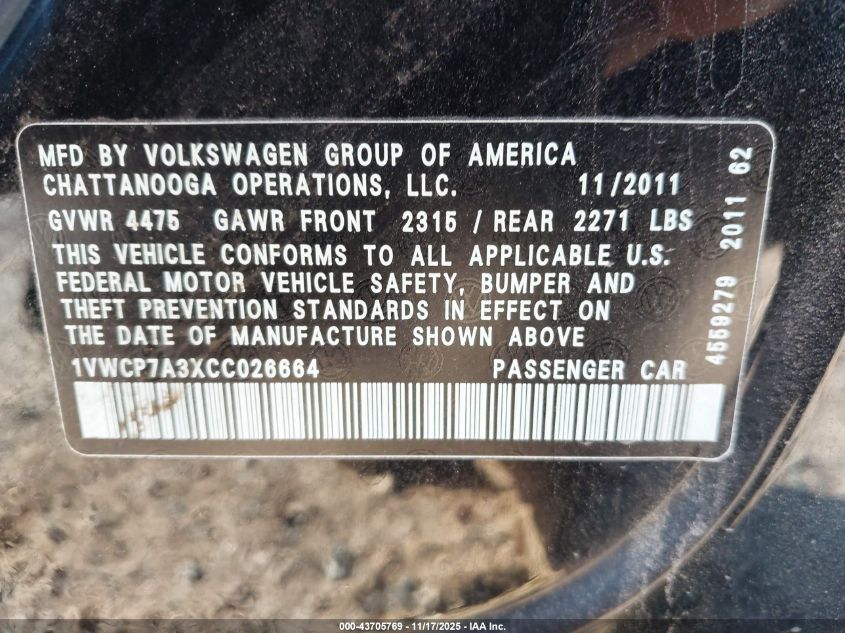 MFD BY VOLKSWAGEN GROUP OF AMERICA
CHATTANOOGA OPERATIONS, LLC. 11/2011
GVWR 4475 GAWR FRONT 2315 / REAR 2271 LBS
THIS VEHICLE CONFORMS TO ALL APPLICABLE U.S.
FEDERAL MOTOR VEHICLE SAFETY, BUMPER AND
THEFT PREVENTION STANDARDS IN EFFECT ON
THE DATE OF MANUFACTURE SHOWN ABOVE
1VWCP7A3XCC026664 PASSENGER CAR
4559279 2011 62
000-43705769 - 11/17/2025 - IAA Inc.